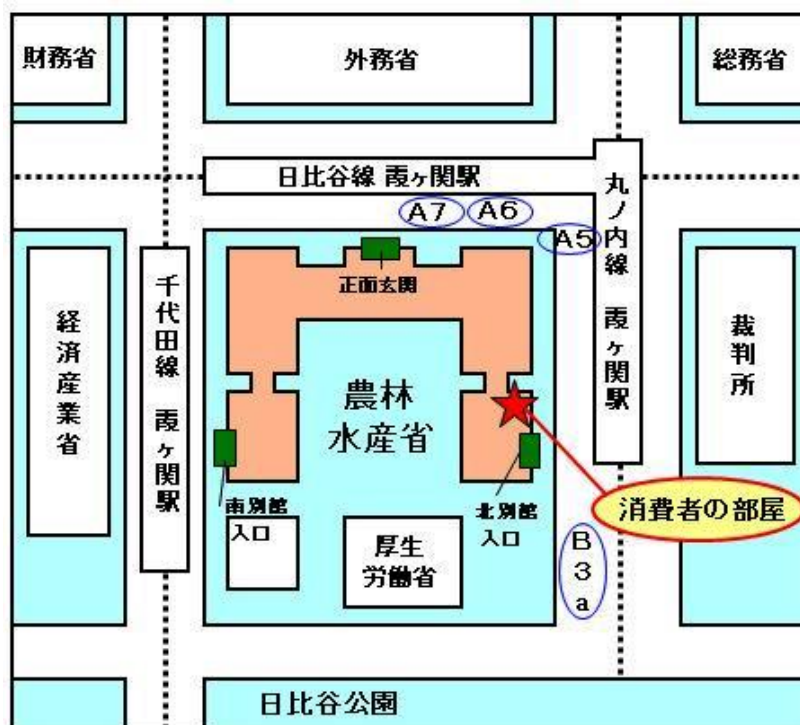 財務省
外務省
総務省
日比谷線 霞ヶ関駅
丸ノ内線 霞ヶ関駅
A7
A6
A5
正面玄関
千代田線 霞ヶ関駅
経済産業省
裁判所
農林
水産省
南別館
入口
北別館
入口
消費者の部屋
厚生
労働省
B
3
a
日比谷公園